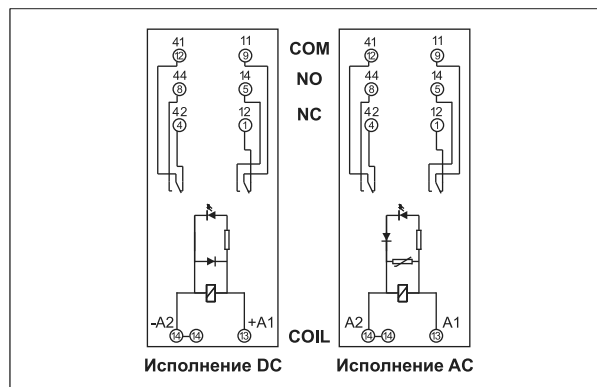 41 11 COM 41 11
12 9 12 9
44 14 NO 44 14
8 5 8 5
42 12 NC 42 12
4 1 4 1
-A2 +A1 A2 A1
14 14 13 COIL 14 14 13
Исполнение DC Исполнение AC